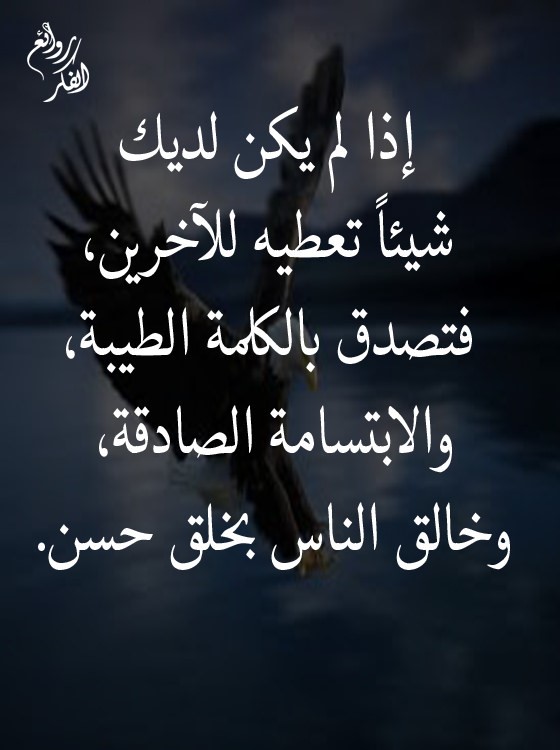 روائع
الفكر
إذا لم يكن لديك
شيئاً تعطيه للآخرين،
فتصدق بالكلمة الطيبة،
والابتسامة الصادقة،
وخالق الناس بخلق حسن.